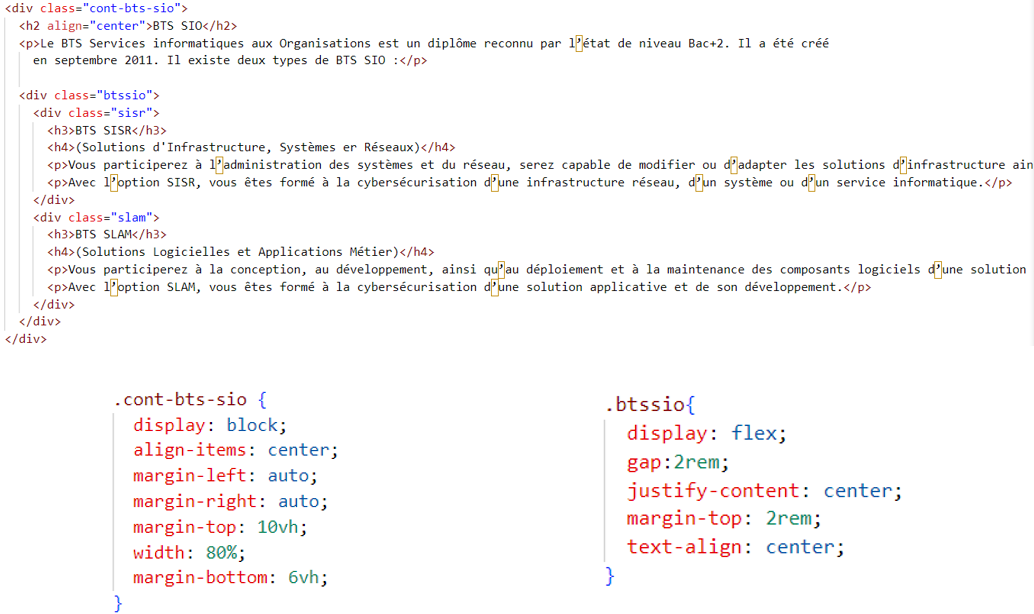 <div class="cont-bts-sio">
<h2 align="center">BTS SIO</h2>
<p>Le BTS Services informatiques aux Organisations est un diplôme reconnu par l’état de niveau Bac+2. Il a été créé
en septembre 2011. Il existe deux types de BTS SIO :</p>
<div class="btssio">
<div class="sisr">
<h3>BTS SISR</h3>
<h4>(Solutions d'Infrastructure, Systèmes er Réseaux)</h4>
<p>Vous participerez à l’administration des systèmes et du réseau, serez capable de modifier ou d’adapter les solutions d’infrastructure ain
<p>Avec l’option SISR, vous êtes formé à la cybersécurisation d’une infrastructure réseau, d’un système ou d’un service informatique.</p>
</div>
<div class="slam">
<h3>BTS SLAM</h3>
<h4>(Solutions Logicielles et Applications Métier)</h4>
<p>Vous participerez à la conception, au développement, ainsi qu’au déploiement et à la maintenance des composants logiciels d’une solution
<p>Avec l’option SLAM, vous êtes formé à la cybersécurisation d’une solution applicative et de son développement.</p>
</div>
</div>
</div>
.cont-bts-sio {
display: block;
align-items: center;
margin-left: auto;
margin-right: auto;
margin-top: 10vh;
width: 80%;
margin-bottom: 6vh;
}
.btssio{
display: flex;
gap:2rem;
justify-content: center;
margin-top: 2rem;
text-align: center;
}